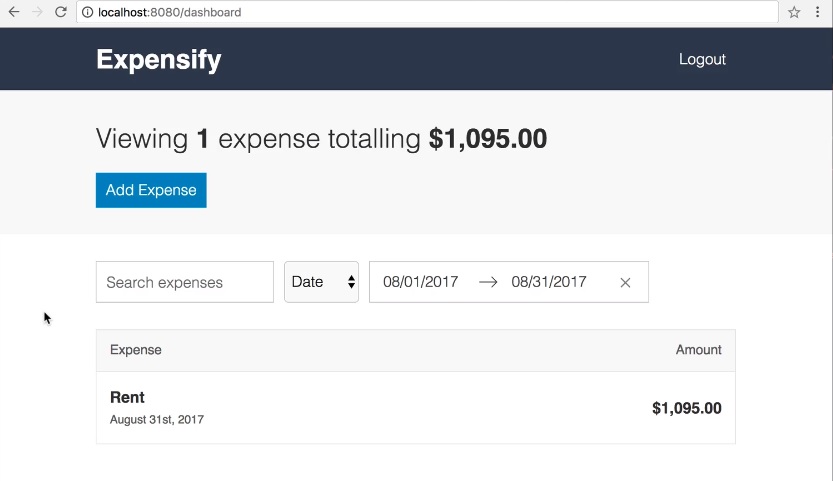 localhost:8080/dashboard
Expensify Logout
Viewing 1 expense totalling $1,095.00
Add Expense
Search expenses Date 08/01/2017 → 08/31/2017 ×
Expense Amount
Rent
$1,095.00
August 31st, 2017